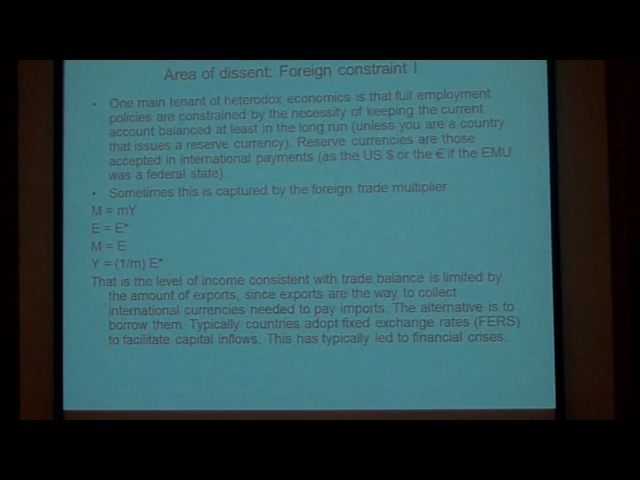 Area of dissent: Foreign constraint I
• One main tenant of heterodox economics is that full employment
policies are constrained by the necessity of keeping the current
account balanced at least in the long run (unless you are a country
that issues a reserve currency). Reserve currencies are those
accepted in international payments (as the US $ or the € if the EMU
was a federal state).
• Sometimes this is captured by the foreign trade multiplier
M = mY
E = E*
M = E
Y = (1/m) E*
That is the level of income consistent with trade balance is limited by
the amount of exports, since exports are the way to collect
international currencies needed to pay imports. The alternative is to
borrow them. Typically countries adopt fixed exchange rates (FERS)
to facilitate capital inflows. This has typically led to financial crises.